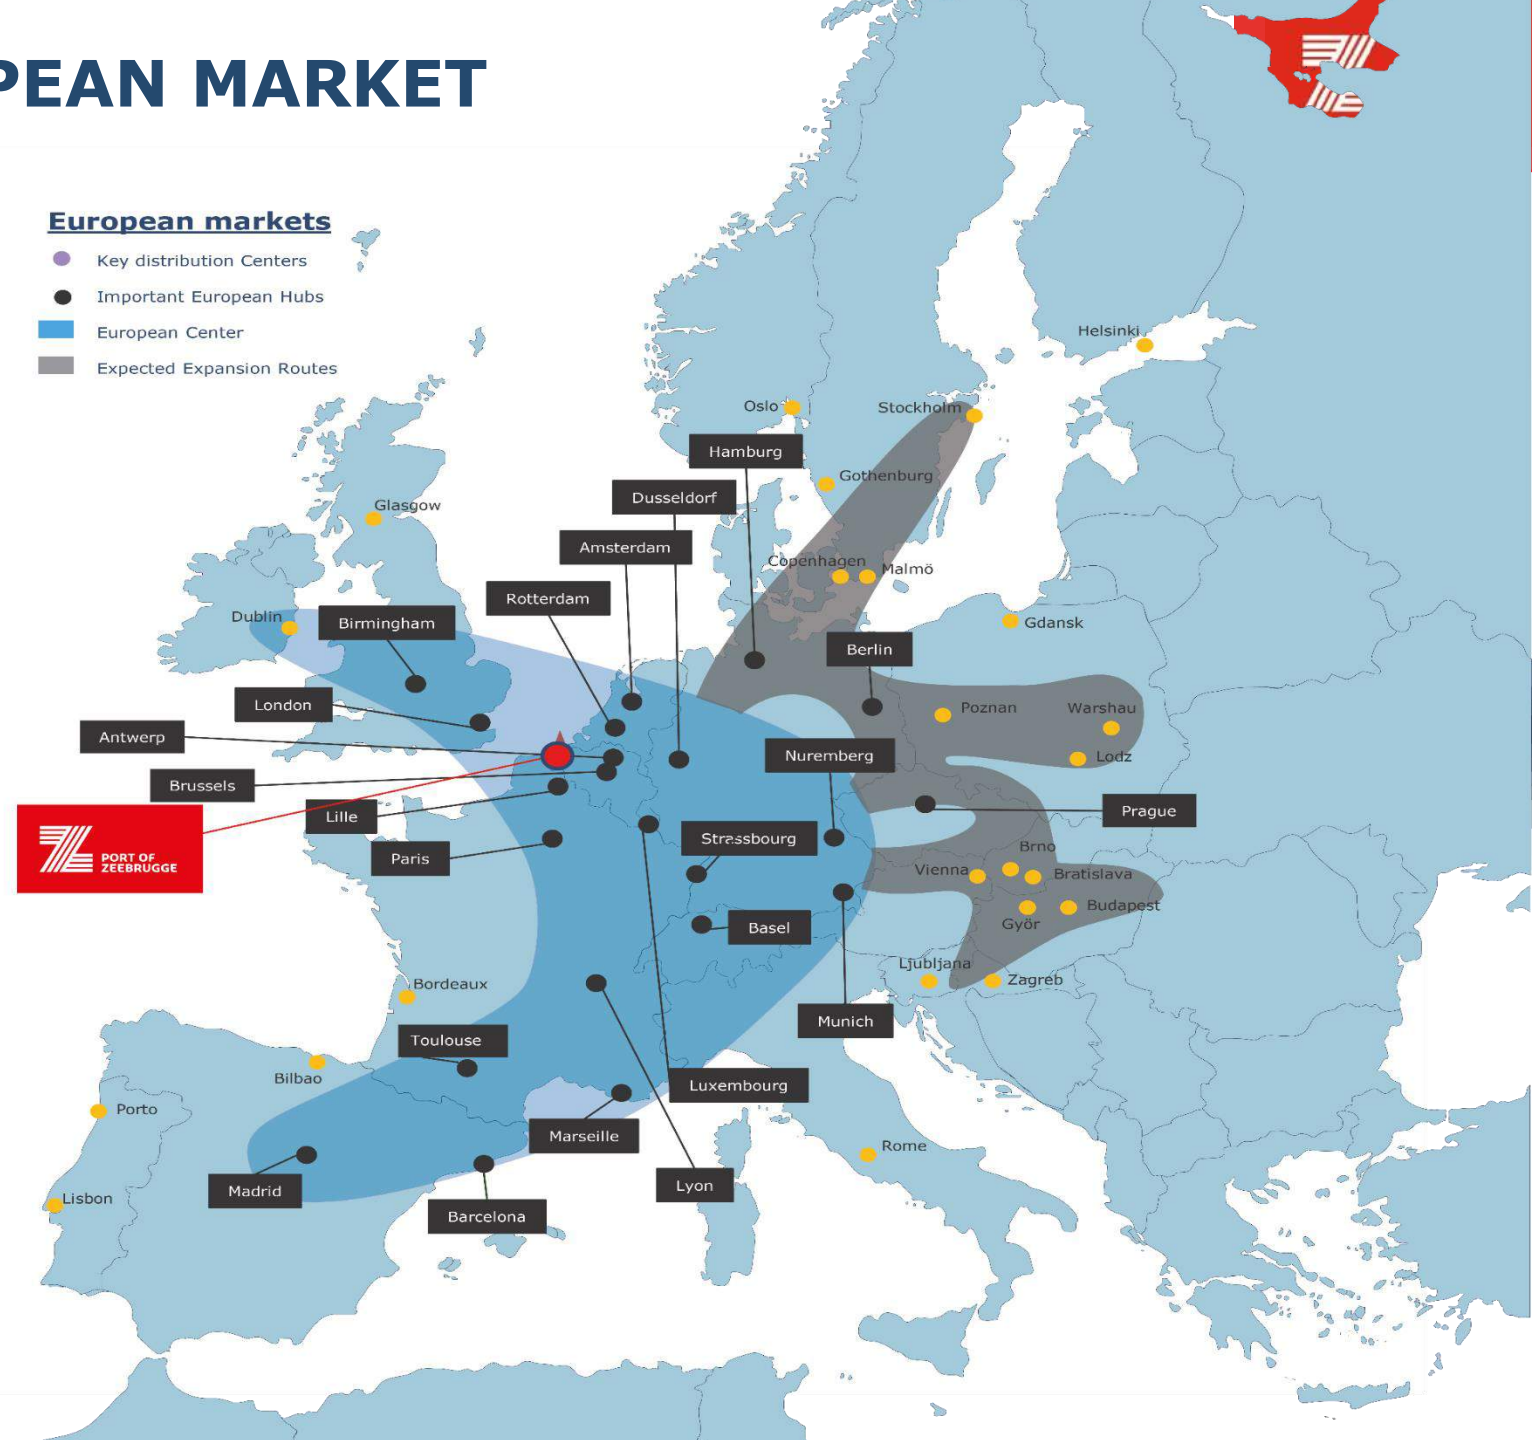 PEAN MARKET
European markets
Key distribution Centers
Important European Hubs
European Center
Expected Expansion Routes
Helsinki
Oslo
Stockholm
Hamburg
Gothenburg
Dusseldorf
Glasgow
Amsterdam
Copenhagen
Malmö
Rotterdam
Dublin
Birmingham
Gdansk
Berlin
London
Poznan
Warshau
Antwerp
Nuremberg
Lodz
Brussels
Lille
Prague
PORT OF
ZEEBRUGGE
Strassbourg
Paris
Brno
Vienna
Bratislava
Budapest
Basel
Györ
Ljubljana
Zagreb
Bordeaux
Munich
Toulouse
Bilbao
Luxembourg
Porto
Marseille
Rome
Madrid
Lyon
Lisbon
Barcelona